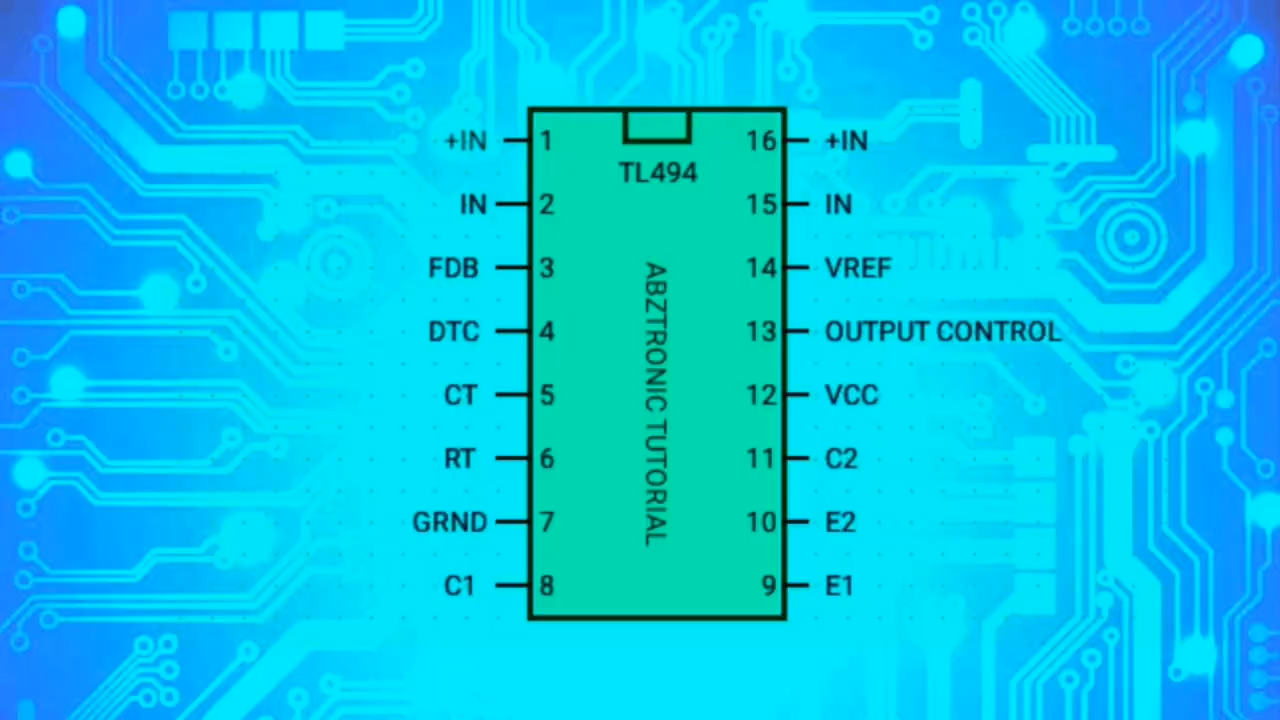 +IN 1 16 +IN
TL494
IN 2 15 IN
FDB 3 14 VREF
DTC 4 13 OUTPUT CONTROL
CT 5 12 VCC
RT 6 11 C2
GRND 7 10 E2
C1 8 9 E1
ABZTRONIC TUTORIAL